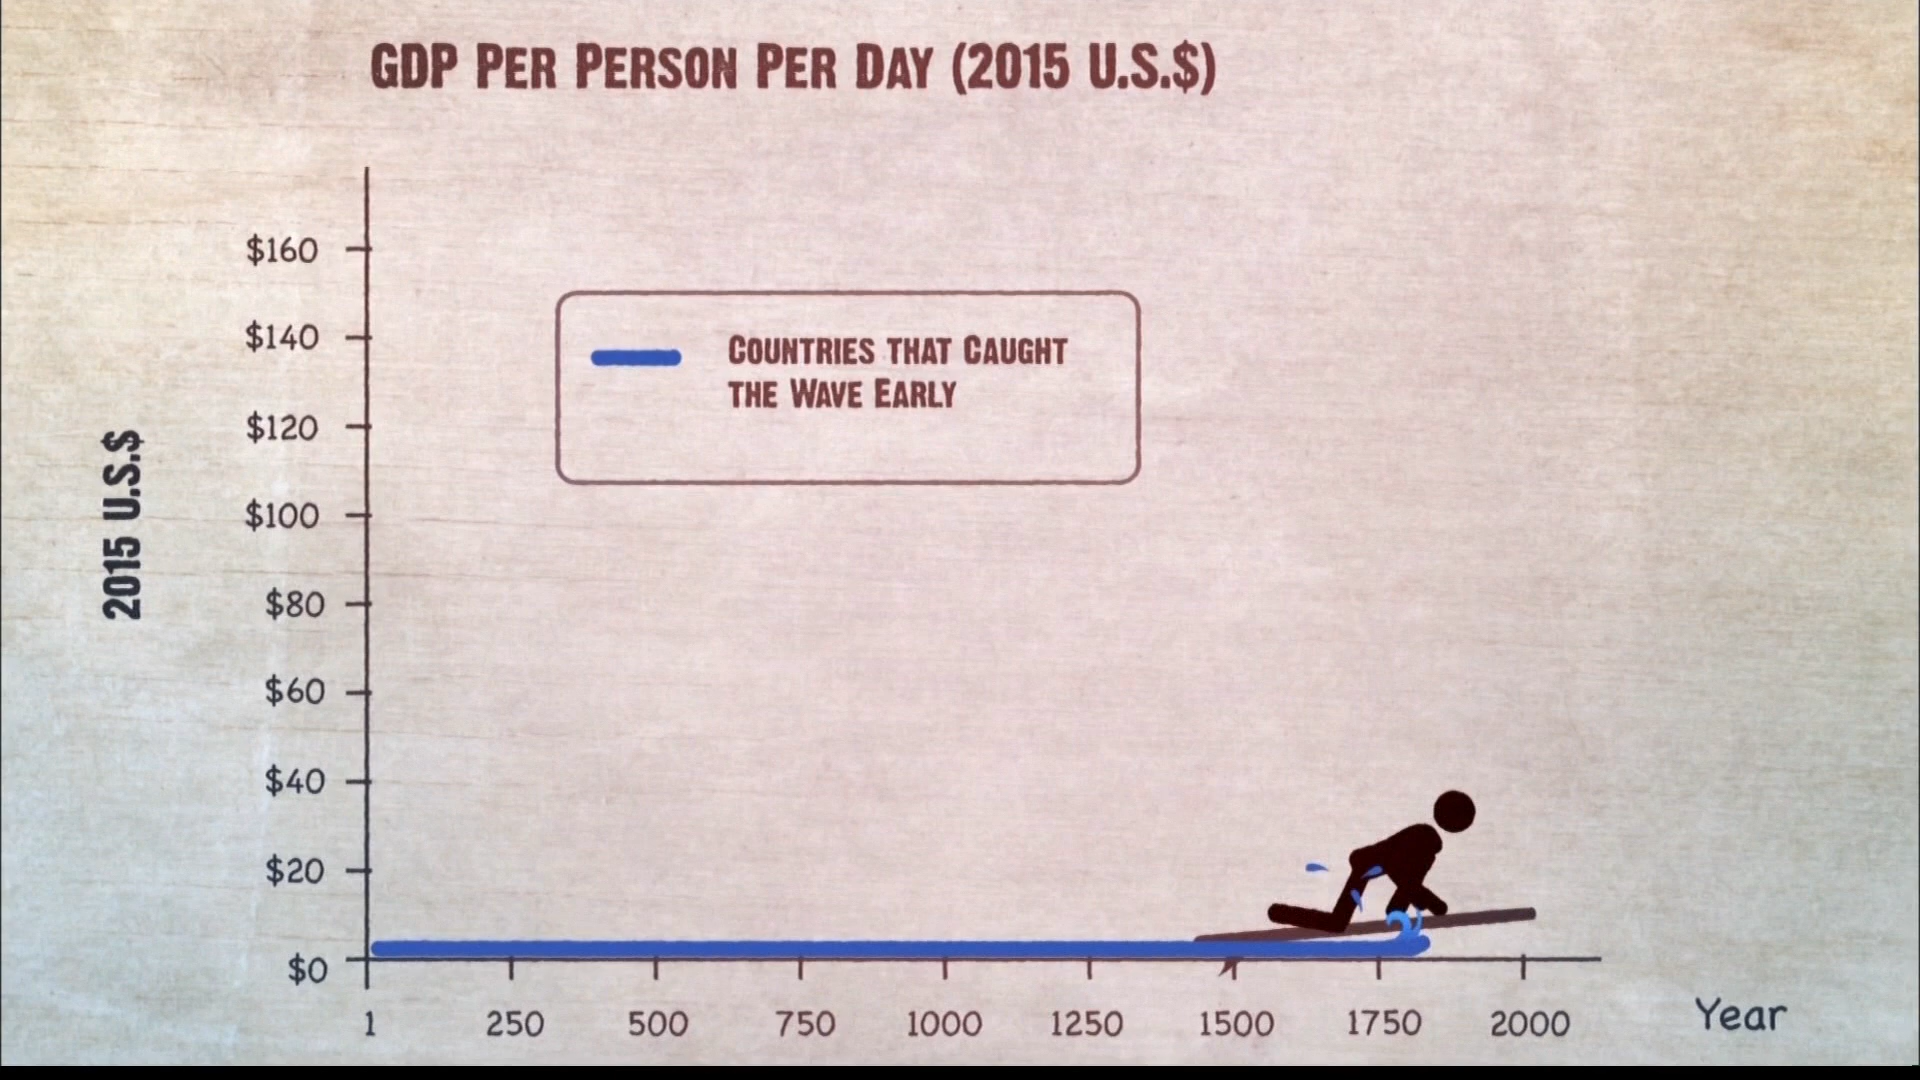 GDP PER PERSON PER DAY (2015 U.S.$)
$160
$140
$120
$100
$80
$60
$40
$20
$0
2015 U.S.$
COUNTRIES THAT CAUGHT
THE WAVE EARLY
1 250 500 750 1000 1250 1500 1750 2000
Year